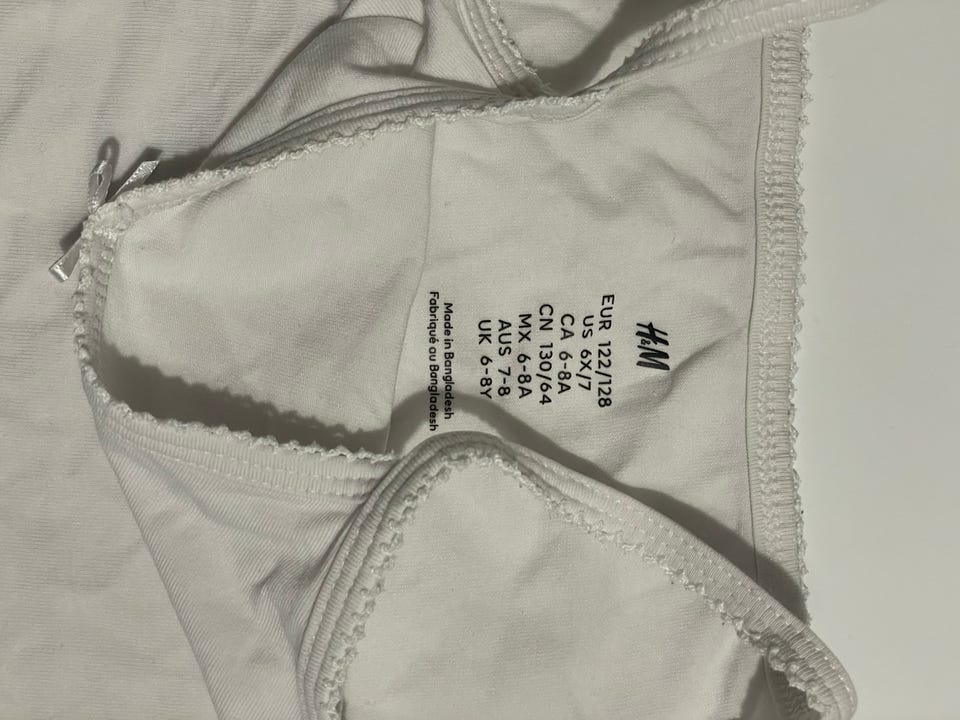 H&M
EUR 122/128
US 6X/7
CA 6-8A
CN 130/64
MX 6-8A
AUS 7-8
UK 6-8Y
Made in Bangladesh
Fabriqué au Bangladesh